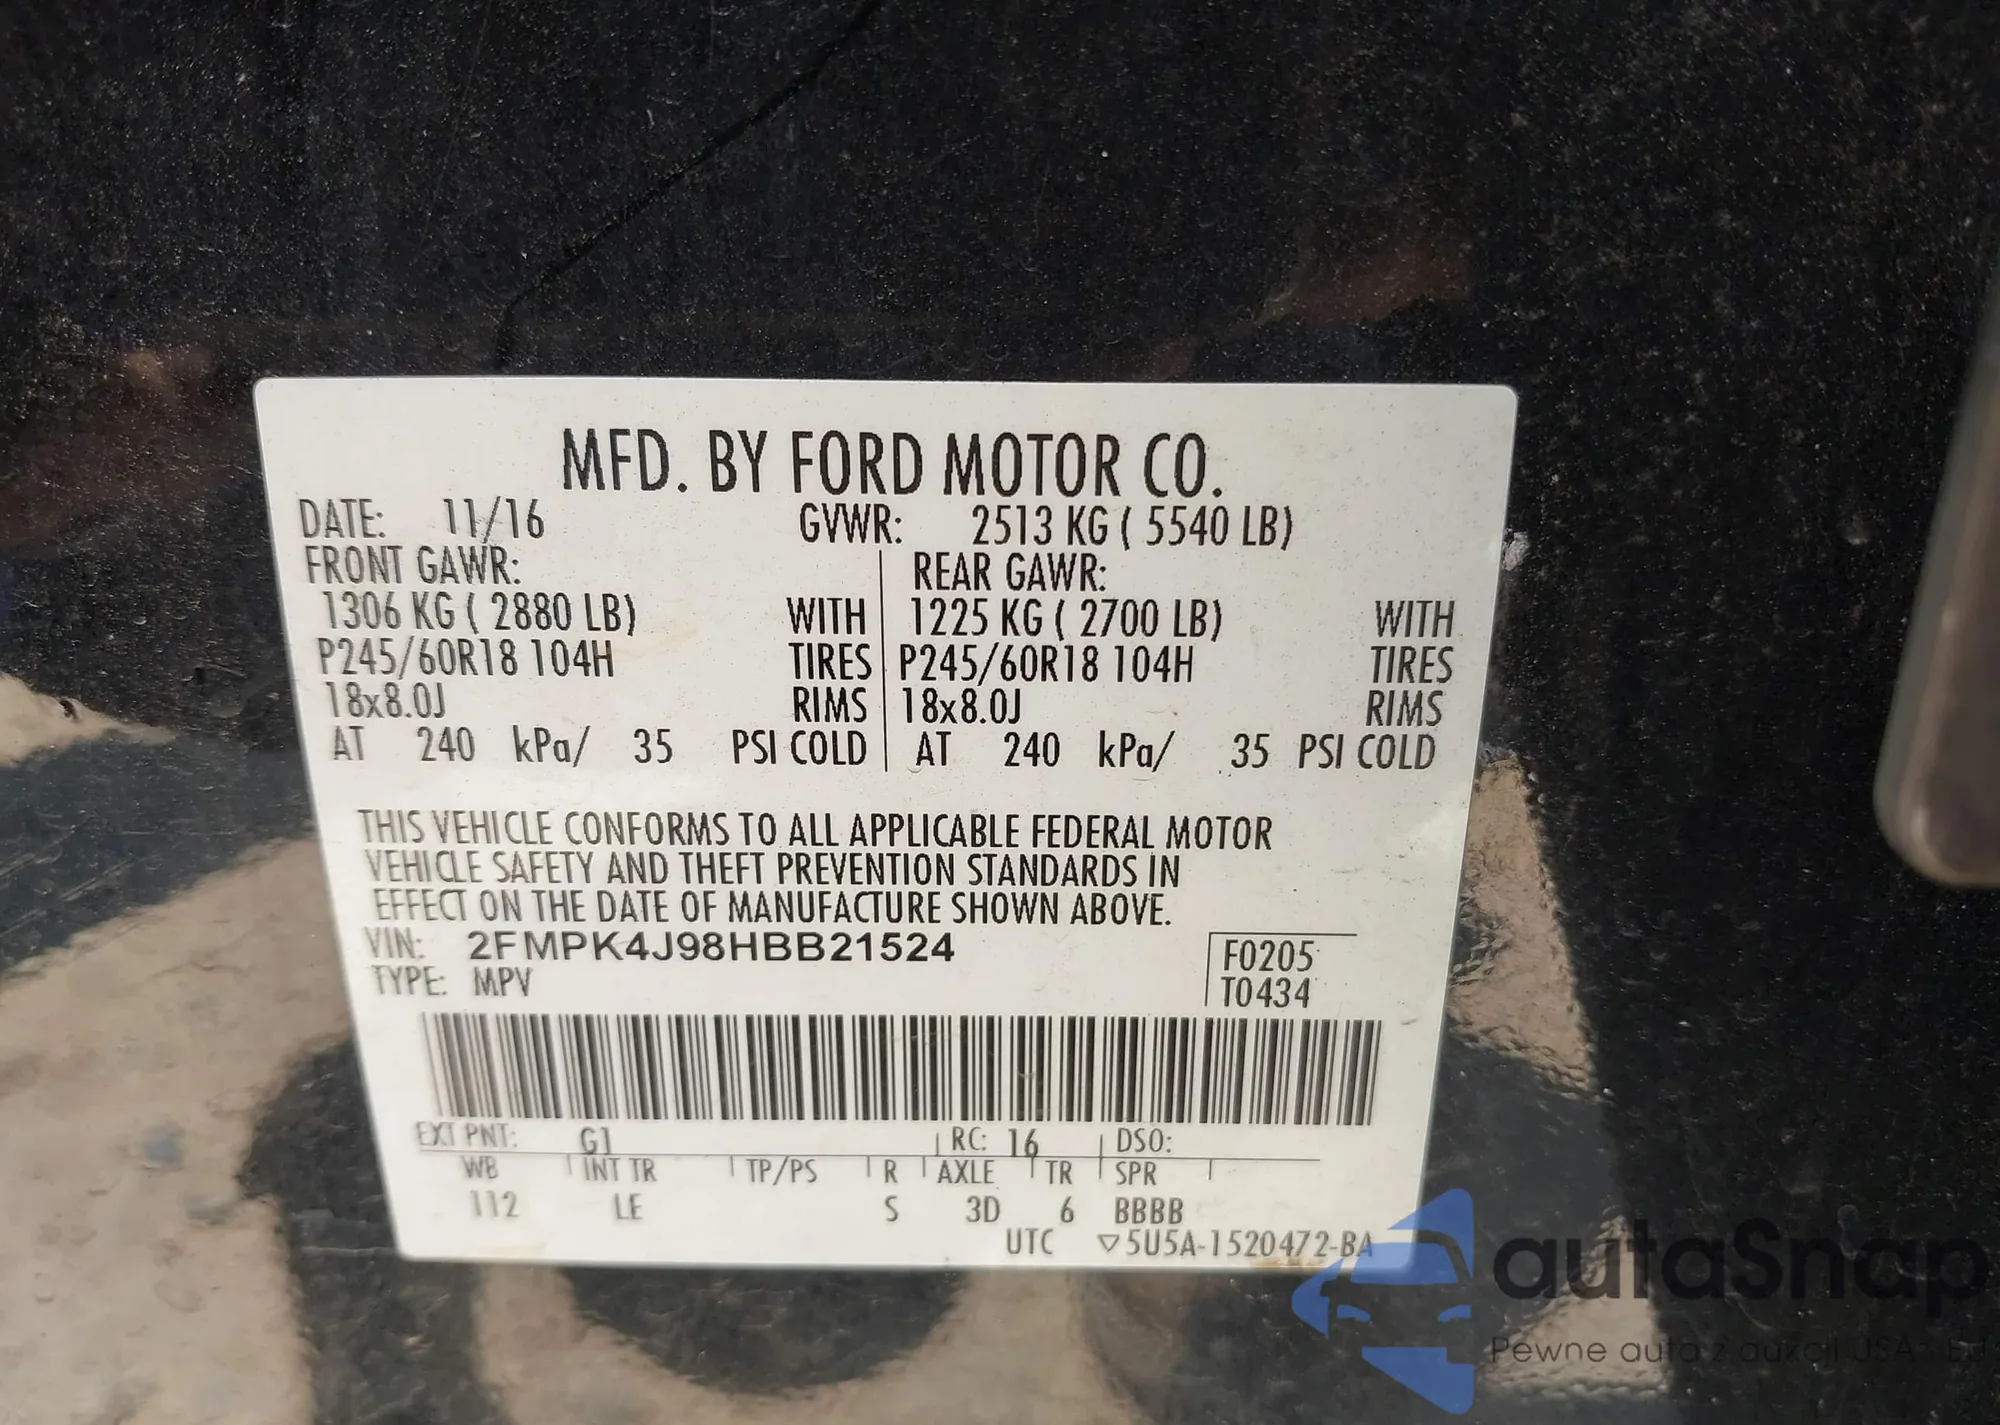 MFD. BY FORD MOTOR CO.
DATE: 11/16 GVWR: 2513 KG ( 5540 LB)
FRONT GAWR: REAR GAWR:
1306 KG ( 2880 LB) WITH 1225 KG ( 2700 LB) WITH
P245/60R18 104H TIRES P245/60R18 104H TIRES
18x8.0J RIMS 18x8.0J RIMS
AT 240 kPa/ 35 PSI COLD AT 240 kPa/ 35 PSI COLD
THIS VEHICLE CONFORMS TO ALL APPLICABLE FEDERAL MOTOR
VEHICLE SAFETY AND THEFT PREVENTION STANDARDS IN
EFFECT ON THE DATE OF MANUFACTURE SHOWN ABOVE.
VIN: 2FMPK4J98HBB21524 F0205
TYPE: MPV T0434
EXT PNT: G1 RC: 16 DSO:
WB INT TR TP/PS R AXLE TR SPR
112 LE S 3D 6 BBBB
UTC ▽5U5A-1520472-BA
autaSnap
Pewne auta z aukcji USA